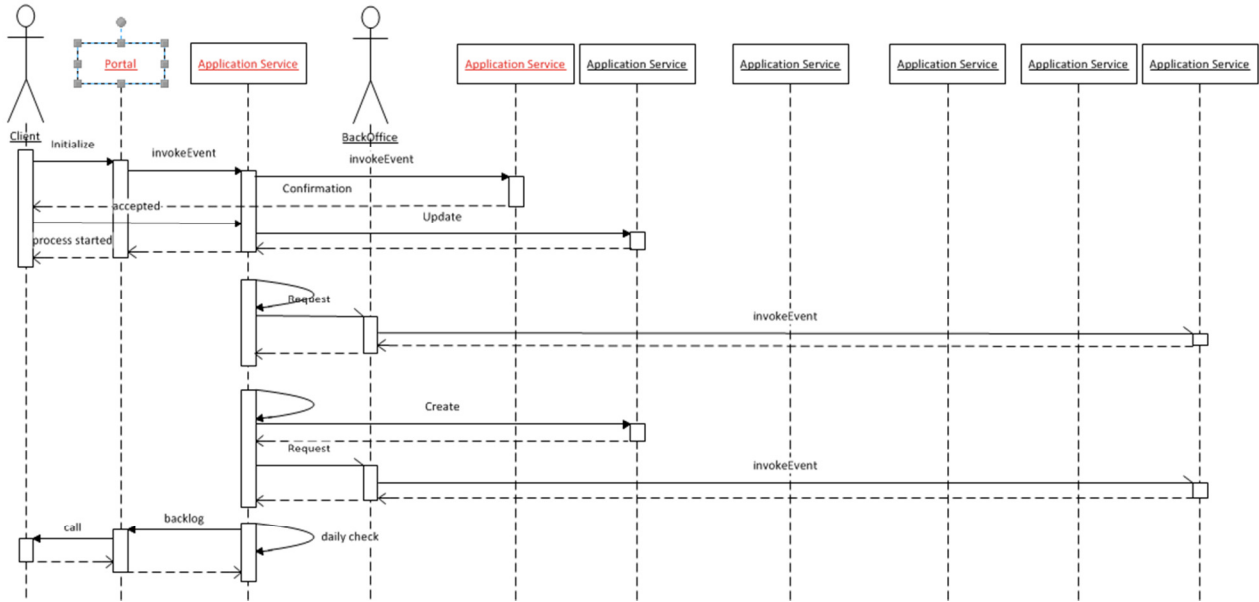 Portal
Application Service
Application Service
Application Service
Application Service
Application Service
Application Service
Application Service
Client
BackOffice
Initialize
invokeEvent
invokeEvent
Confirmation
accepted
Update
process started
Request
invokeEvent
Create
Request
invokeEvent
backlog
call
daily check